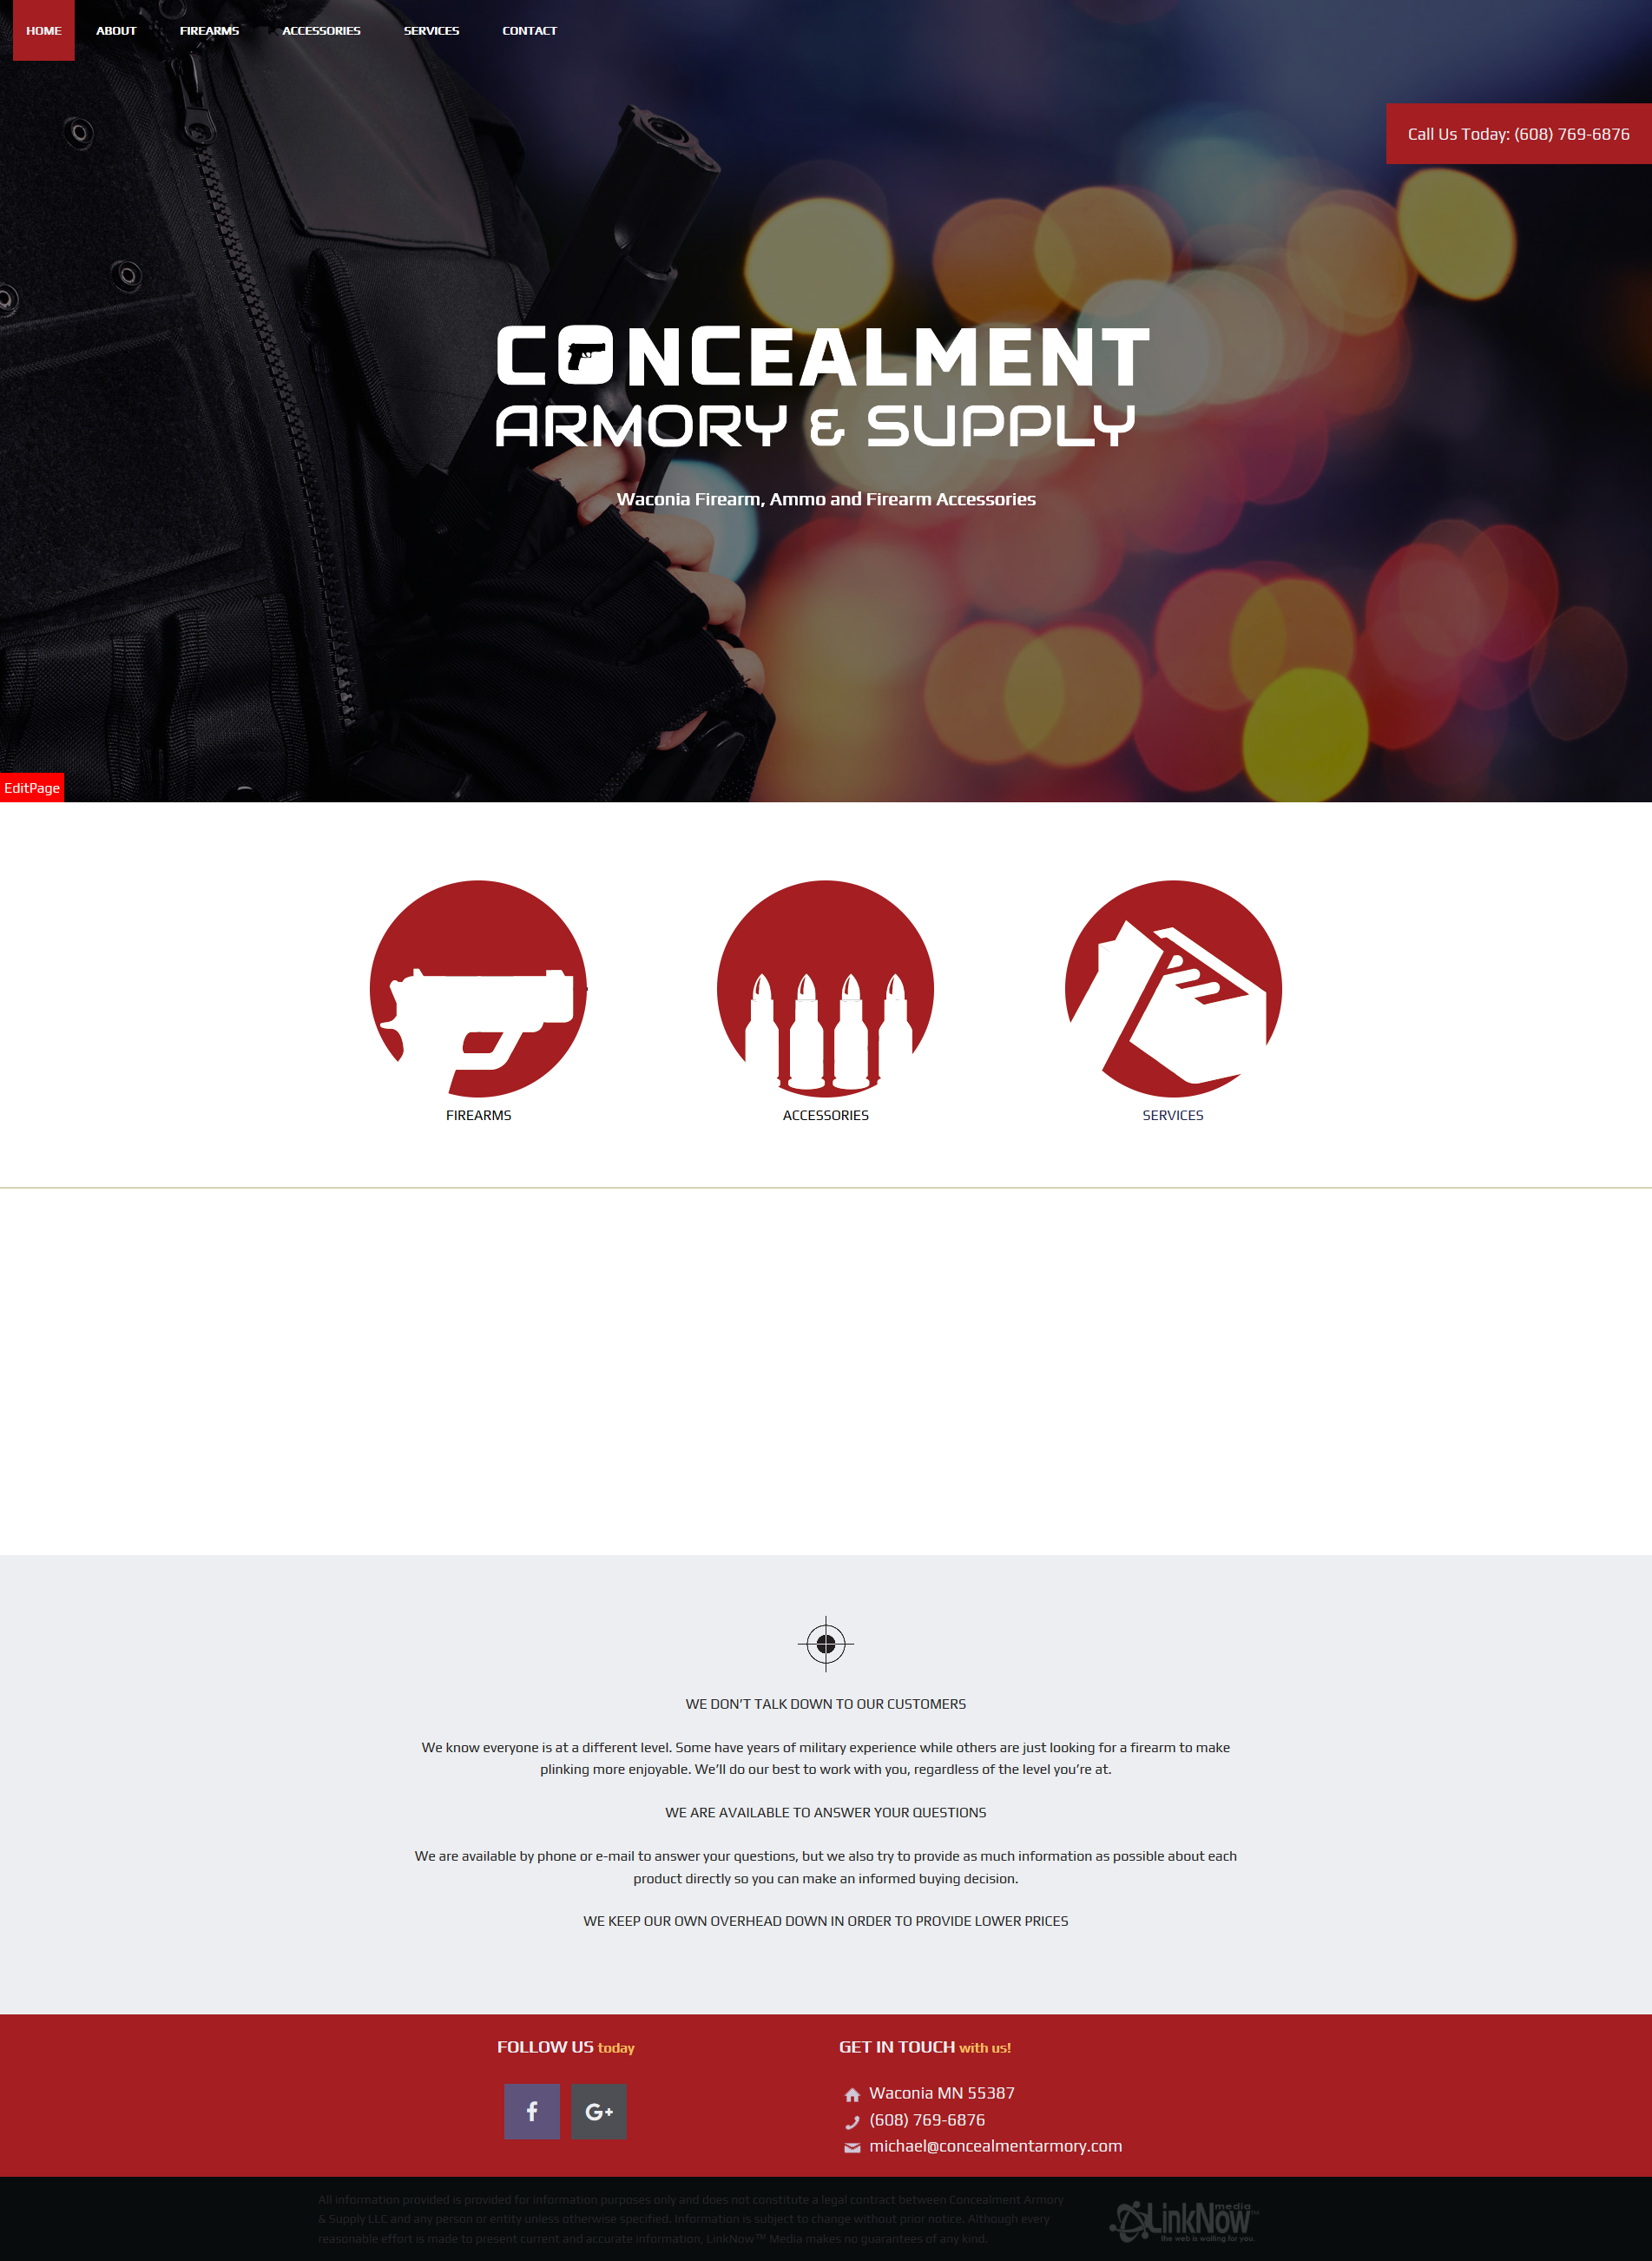 HOME ABOUT FIREARMS ACCESSORIES SERVICES CONTACT
Call Us Today: (608) 769-6876
CONCEALMENT
ARMORY & SUPPLY
Waconia Firearm, Ammo and Firearm Accessories
EditPage
FIREARMS ACCESSORIES SERVICES
WE DON’T TALK DOWN TO OUR CUSTOMERS
We know everyone is at a different level. Some have years of military experience while others are just looking for a firearm to make
plinking more enjoyable. We’ll do our best to work with you, regardless of the level you’re at.
WE ARE AVAILABLE TO ANSWER YOUR QUESTIONS
We are available by phone or e-mail to answer your questions, but we also try to provide as much information as possible about each
product directly so you can make an informed buying decision.
WE KEEP OUR OWN OVERHEAD DOWN IN ORDER TO PROVIDE LOWER PRICES
FOLLOW US today
f G+
GET IN TOUCH with us!
Waconia MN 55387
(608) 769-6876
michael@concealmentarmory.com
All information provided is provided for information purposes only and does not constitute a legal contract between Concealment Armory
& Supply LLC and any person or entity unless otherwise specified. Information is subject to change without prior notice. Although every
reasonable effort is made to present current and accurate information, LinkNow™ Media makes no guarantees of any kind.
LinkNow media™
the web is waiting for you.